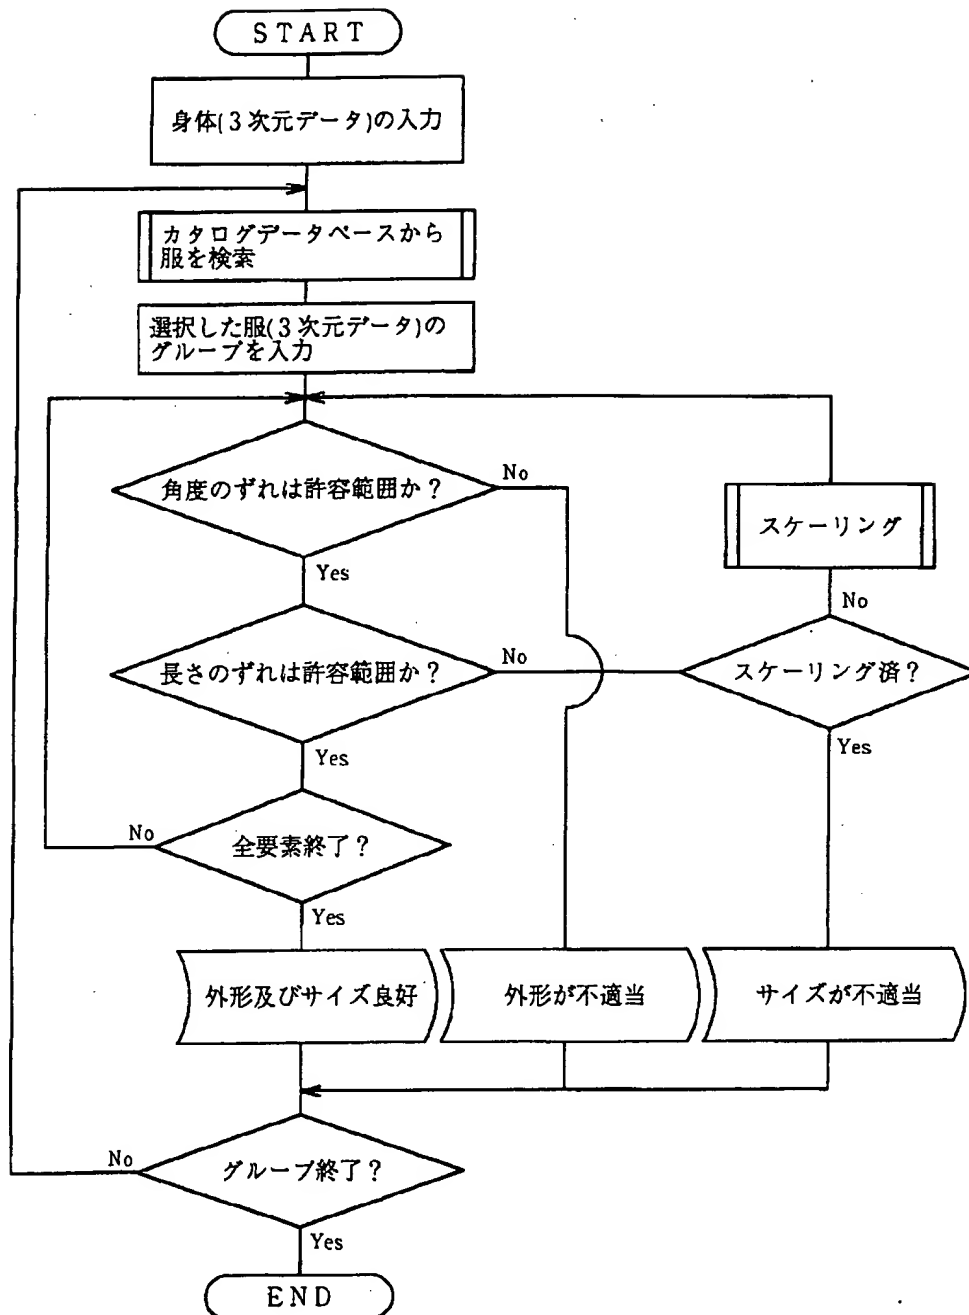 START
身体(3次元データ)の入力
カタログデータベースから
服を検索
選択した服(3次元データ)の
グループを入力
角度のずれは許容範囲か?
No
スケーリング
Yes
No
長さのずれは許容範囲か?
No
スケーリング済?
Yes
Yes
No
全要素終了?
Yes
外形及びサイズ良好
外形が不適当
サイズが不適当
No
グループ終了?
Yes
END